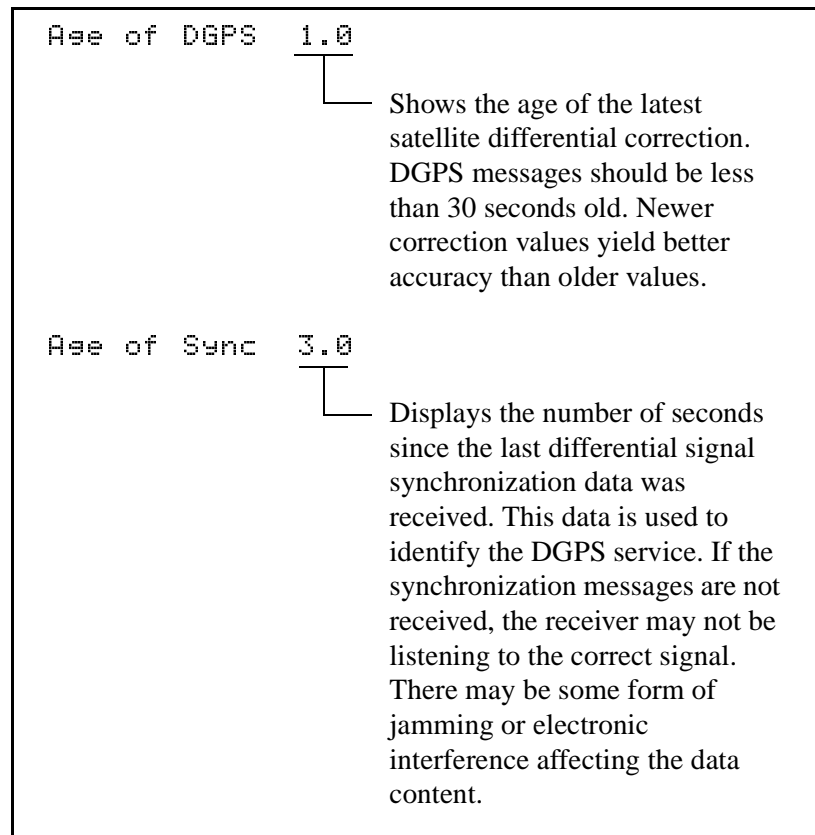 Age of DGPS 1.0
Shows the age of the latest
satellite differential correction.
DGPS messages should be less
than 30 seconds old. Newer
correction values yield better
accuracy than older values.
Age of Sync 3.0
Displays the number of seconds
since the last differential signal
synchronization data was
received. This data is used to
identify the DGPS service. If the
synchronization messages are not
received, the receiver may not be
listening to the correct signal.
There may be some form of
jamming or electronic
interference affecting the data
content.